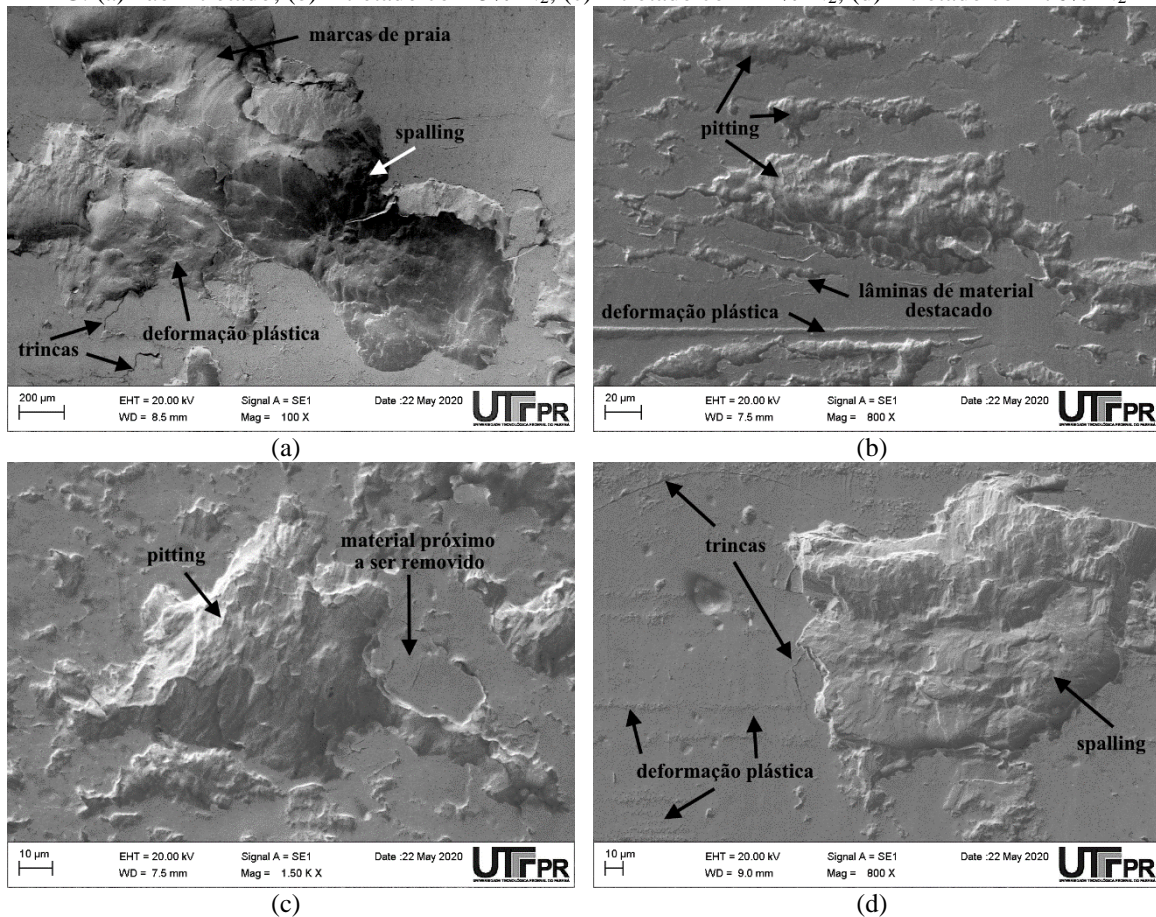 marcas de praia
spalling
deformação plástica
trincas
200 µm
EHT = 20.00 kV
WD = 8.5 mm
Signal A = SE1
Mag = 100 X
Date :22 May 2020
UTFPR
(a)
pitting
lâminas de material
destacado
deformação plástica
20 µm
EHT = 20.00 kV
WD = 7.5 mm
Signal A = SE1
Mag = 800 X
Date :22 May 2020
UTFPR
(b)
pitting
material próximo
a ser removido
10 µm
EHT = 20.00 kV
WD = 7.5 mm
Signal A = SE1
Mag = 1.50 K X
Date :22 May 2020
UTFPR
(c)
trincas
deformação plástica
spalling
10 µm
EHT = 20.00 kV
WD = 9.0 mm
Signal A = SE1
Mag = 800 X
Date :22 May 2020
UTFPR
(d)